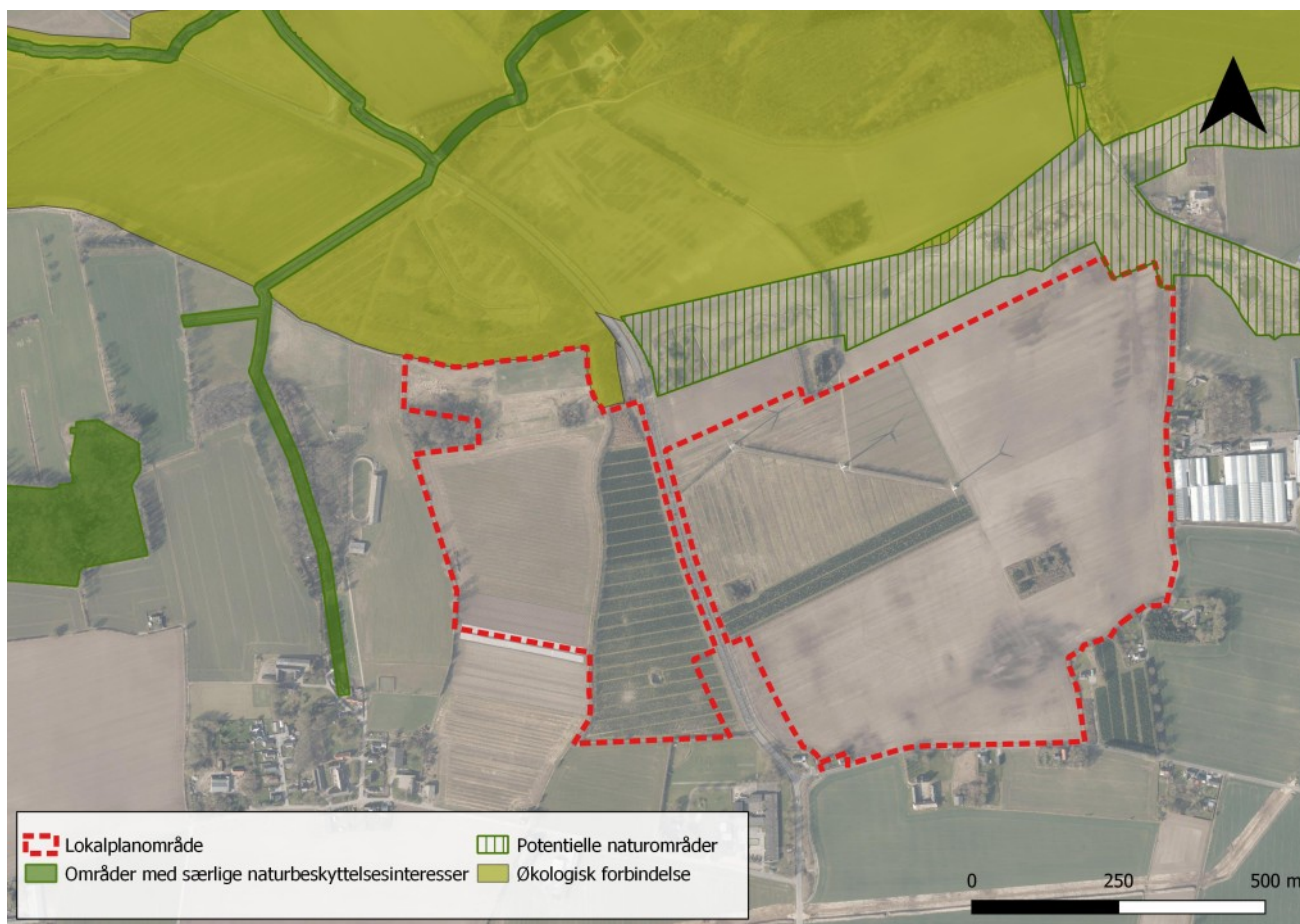 Lokalplanområde
Potentielle naturområder
Områder med særlige naturbeskyttelsesinteresser
Økologisk forbindelse
0 250 500 m